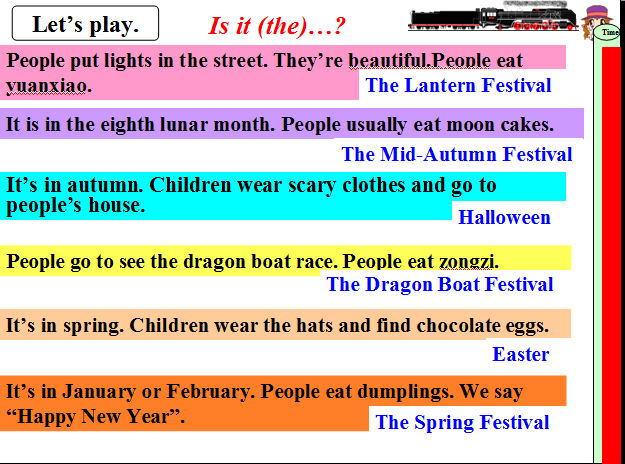 Let’s play.
Is it (the)…?
Time
People put lights in the street. They’re beautiful.People eat
yuanxiao.
The Lantern Festival
It is in the eighth lunar month. People usually eat moon cakes.
The Mid-Autumn Festival
It’s in autumn. Children wear scary clothes and go to
people’s house.
Halloween
People go to see the dragon boat race. People eat zongzi.
The Dragon Boat Festival
It’s in spring. Children wear the hats and find chocolate eggs.
Easter
It’s in January or February. People eat dumplings. We say
“Happy New Year”.
The Spring Festival